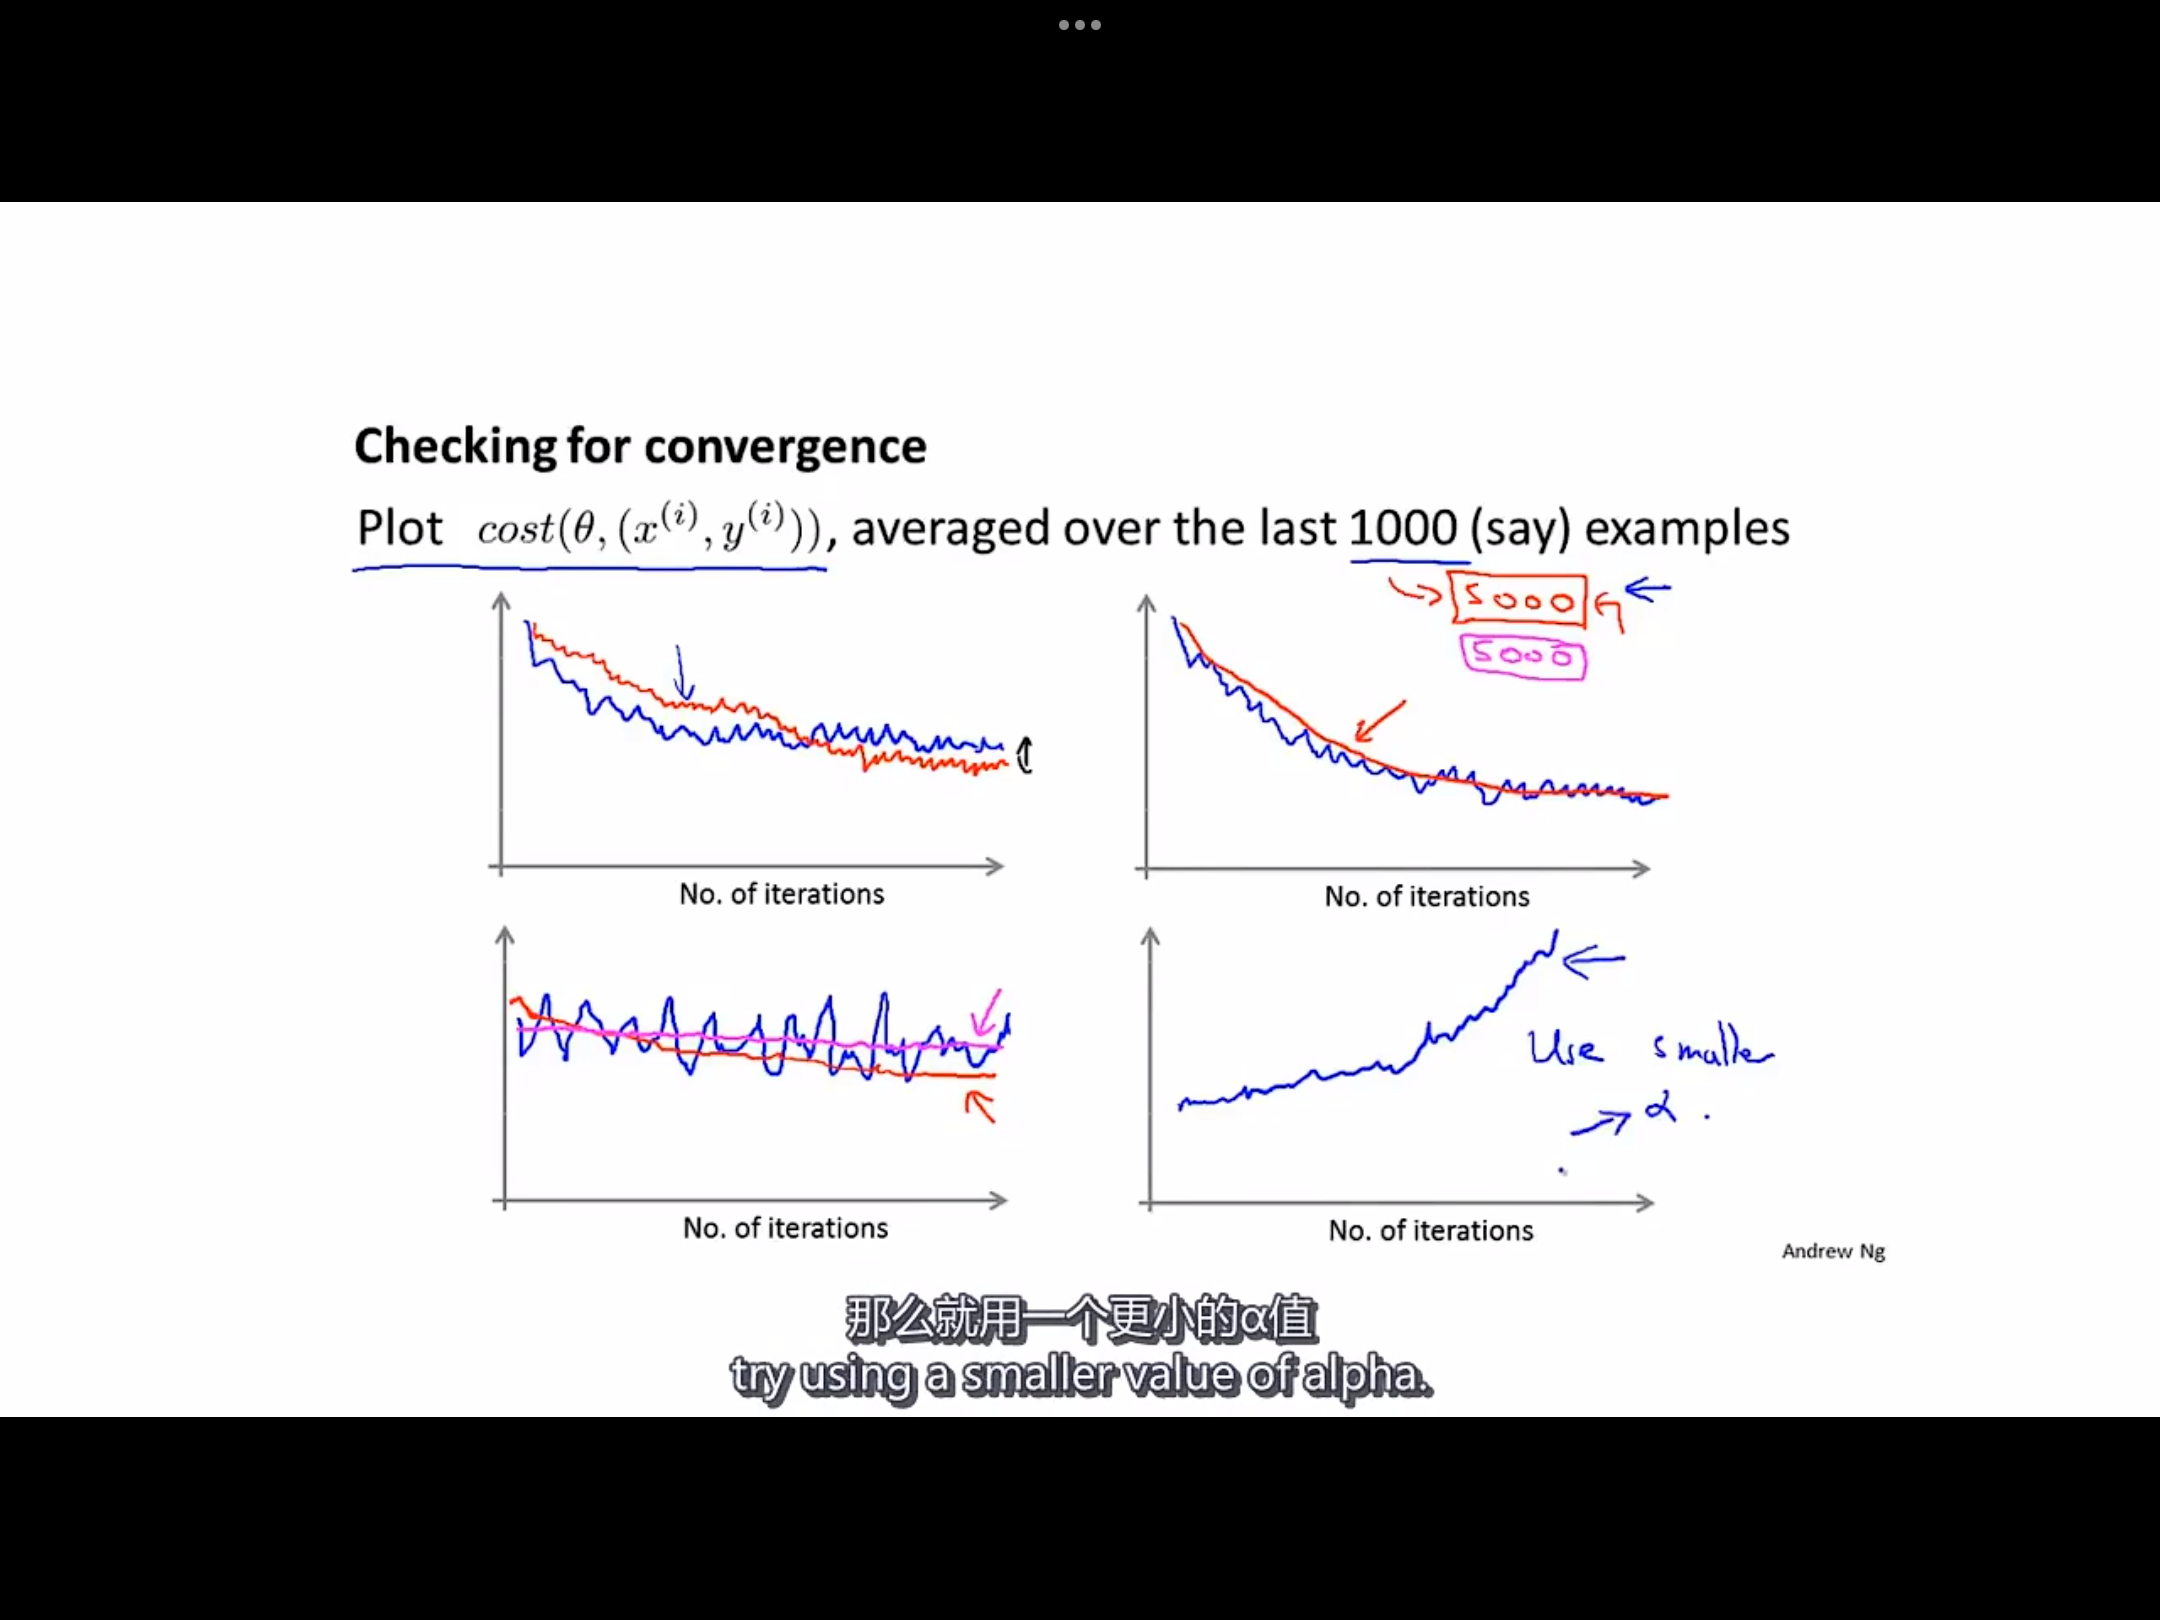 Checking for convergence
Plot cost(θ, (x^(i), y^(i))), averaged over the last 1000 (say) examples
5000
5000
No. of iterations
No. of iterations
Use smaller
α.
No. of iterations
No. of iterations
Andrew Ng
那么就用一个更小的α值
try using a smaller value of alpha.